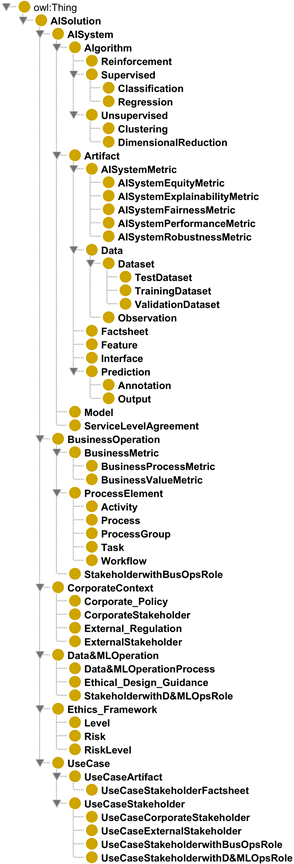 owl:Thing
AISolution
AISystem
Algorithm
Reinforcement
Supervised
Classification
Regression
Unsupervised
Clustering
DimensionalReduction
Artifact
AISystemMetric
AISystemEquityMetric
AISystemExplainabilityMetric
AISystemFairnessMetric
AISystemPerformanceMetric
AISystemRobustnessMetric
Data
Dataset
TestDataset
TrainingDataset
ValidationDataset
Observation
Factsheet
Feature
Interface
Prediction
Annotation
Output
Model
ServiceLevelAgreement
BusinessOperation
BusinessMetric
BusinessProcessMetric
BusinessValueMetric
ProcessElement
Activity
Process
ProcessGroup
Task
Workflow
StakeholderwithBusOpsRole
CorporateContext
Corporate_Policy
CorporateStakeholder
External_Regulation
ExternalStakeholder
Data&MLOperation
Data&MLOperationProcess
Ethical_Design_Guidance
StakeholderwithD&MLOpsRole
Ethics_Framework
Level
Risk
RiskLevel
UseCase
UseCaseArtifact
UseCaseStakeholderFactsheet
UseCaseStakeholder
UseCaseCorporateStakeholder
UseCaseExternalStakeholder
UseCaseStakeholderwithBusOpsRole
UseCaseStakeholderwithD&MLOpsRole